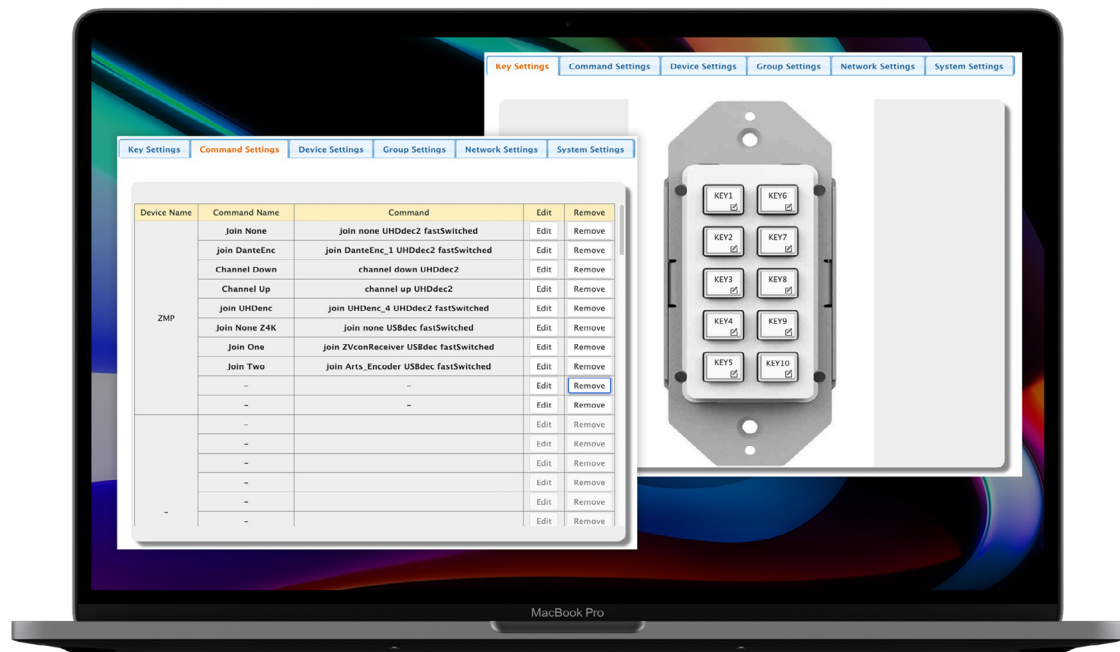 Key Settings Command Settings Device Settings Group Settings Network Settings System Settings
KEY1 KEY6
KEY2 KEY7
KEY3 KEY8
KEY4 KEY9
KEY5 KEY10
Key Settings Command Settings Device Settings Group Settings Network Settings System Settings
Device Name Command Name Command Edit Remove
Join None join none UHDdec2 fastSwitched Edit Remove
join DanteEnc join DanteEnc_1 UHDdec2 fastSwitched Edit Remove
Channel Down channel down UHDdec2 Edit Remove
Channel Up channel up UHDdec2 Edit Remove
join UHDenc join UHDenc_4 UHDdec2 fastSwitched Edit Remove
ZMP
Join None Z4K join none USBdec fastSwitched Edit Remove
Join One join ZVconReceiver USBdec fastSwitched Edit Remove
Join Two join Arts_Encoder USBdec fastSwitched Edit Remove
– – Edit Remove
– – Edit Remove
– Edit Remove
– Edit Remove
– Edit Remove
– Edit Remove
– Edit Remove
– – Edit Remove
MacBook Pro